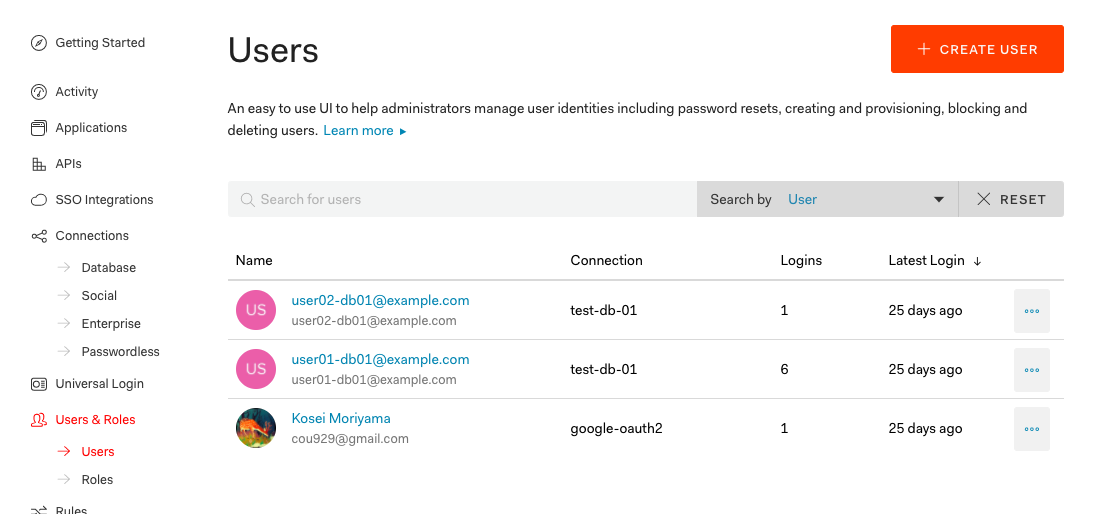 Getting Started
Activity
Applications
APIs
SSO Integrations
Connections
Database
Social
Enterprise
Passwordless
Universal Login
Users & Roles
Users
Roles
Rules
Users
CREATE USER
An easy to use UI to help administrators manage user identities including password resets, creating and provisioning, blocking and
deleting users. Learn more
Search for users
Search by User
RESET
Name Connection Logins Latest Login
US user02-db01@example.com
user02-db01@example.com
test-db-01 1 25 days ago
US user01-db01@example.com
user01-db01@example.com
test-db-01 6 25 days ago
Kosei Moriyama
cou929@gmail.com
google-oauth2 1 25 days ago